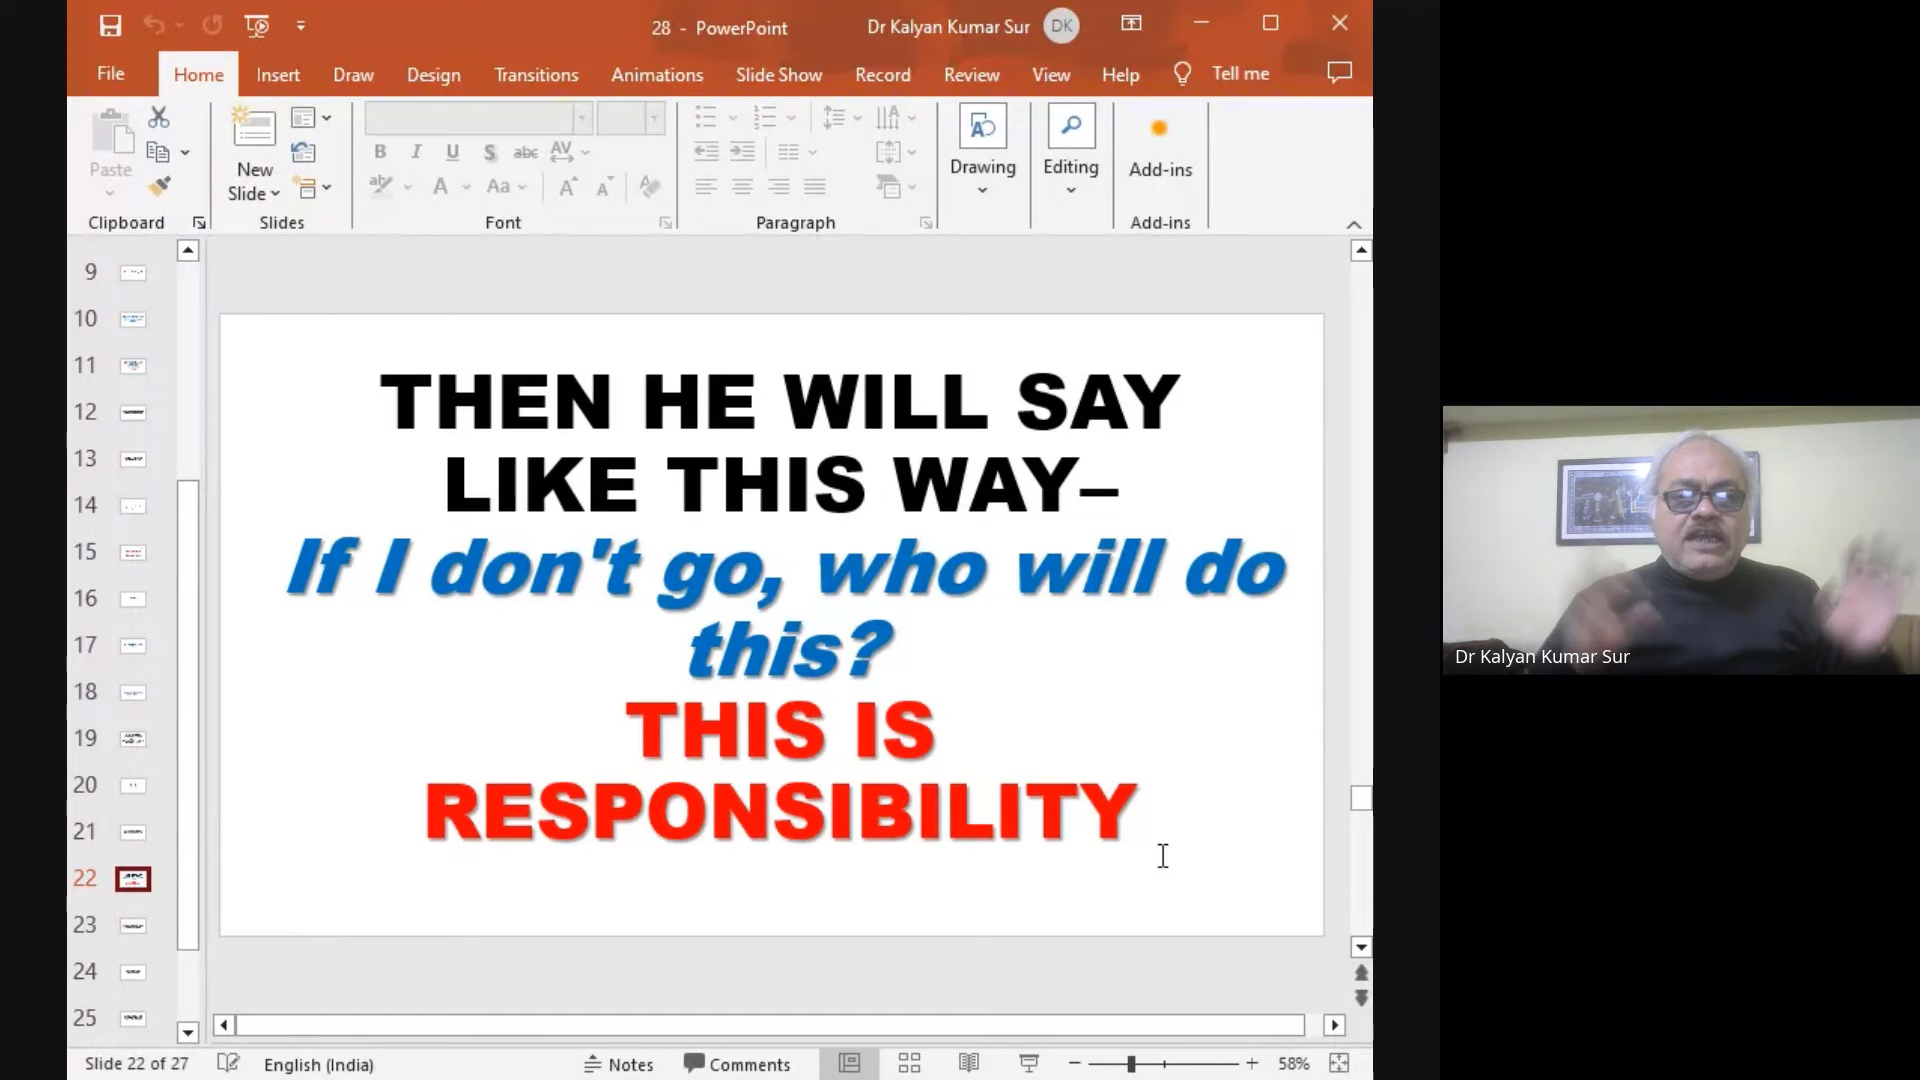 28 - PowerPoint
Dr Kalyan Kumar Sur
DK
File
Home
Insert
Draw
Design
Transitions
Animations
Slide Show
Record
Review
View
Help
Tell me
Paste
New
Slide
B I U S abc AV
A Aa A A
Drawing
Editing
Add-ins
Clipboard
Slides
Font
Paragraph
Add-ins
9
10
11
12
13
14
15
16
17
18
19
20
21
22
23
24
25
THEN HE WILL SAY
LIKE THIS WAY–
If I don't go, who will do
this?
THIS IS
RESPONSIBILITY
Dr Kalyan Kumar Sur
Slide 22 of 27
English (India)
Notes
Comments
58%